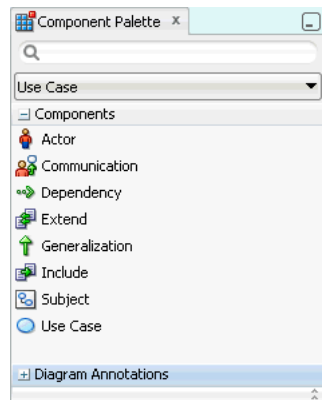 Component Palette
Use Case
Components
Actor
Communication
Dependency
Extend
Generalization
Include
Subject
Use Case
Diagram Annotations